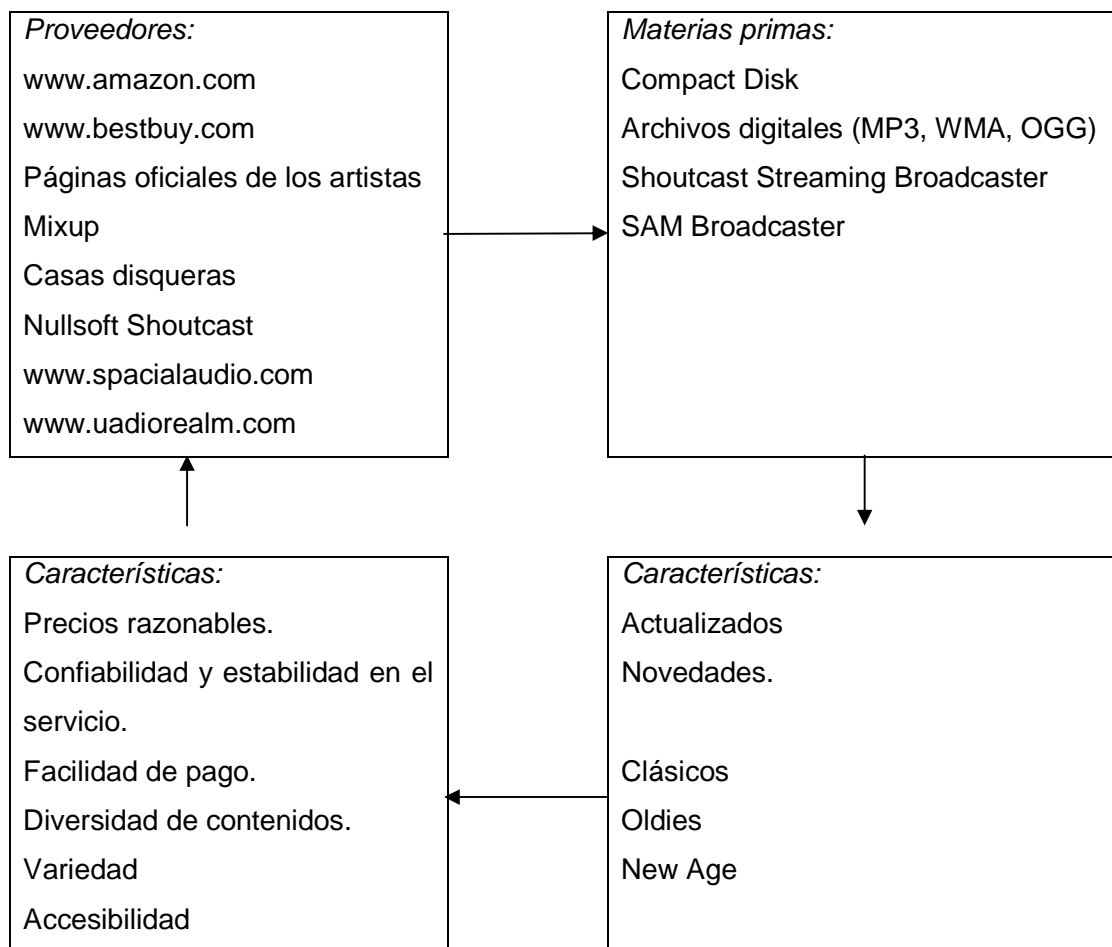 Proveedores:
www.amazon.com
www.bestbuy.com
Páginas oficiales de los artistas
Mixup
Casas disqueras
Nullsoft Shoutcast
www.spacialaudio.com
www.uadiorealm.com
Materias primas:
Compact Disk
Archivos digitales (MP3, WMA, OGG)
Shoutcast Streaming Broadcaster
SAM Broadcaster
Características:
Precios razonables.
Confiabilidad y estabilidad en el
servicio.
Facilidad de pago.
Diversidad de contenidos.
Variedad
Accesibilidad
Características:
Actualizados
Novedades.
Clásicos
Oldies
New Age